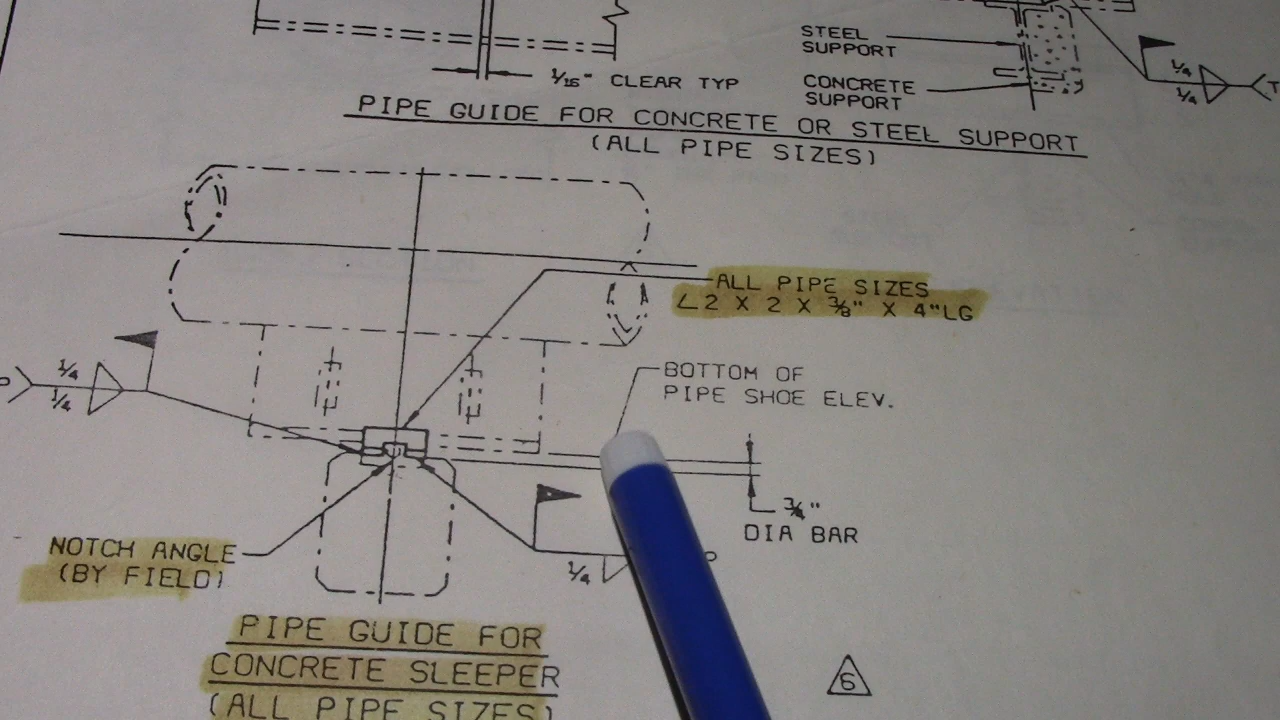 STEEL
SUPPORT
CONCRETE
SUPPORT
1/16" CLEAR TYP
1/4
1/4
T
PIPE GUIDE FOR CONCRETE OR STEEL SUPPORT
(ALL PIPE SIZES)
ALL PIPE SIZES
∠2 X 2 X 3/8" X 4"LG
1/4
1/4
BOTTOM OF
PIPE SHOE ELEV.
3/4"
DIA BAR
NOTCH ANGLE
(BY FIELD)
1/4
PIPE GUIDE FOR
CONCRETE SLEEPER
(ALL PIPE SIZES)
6